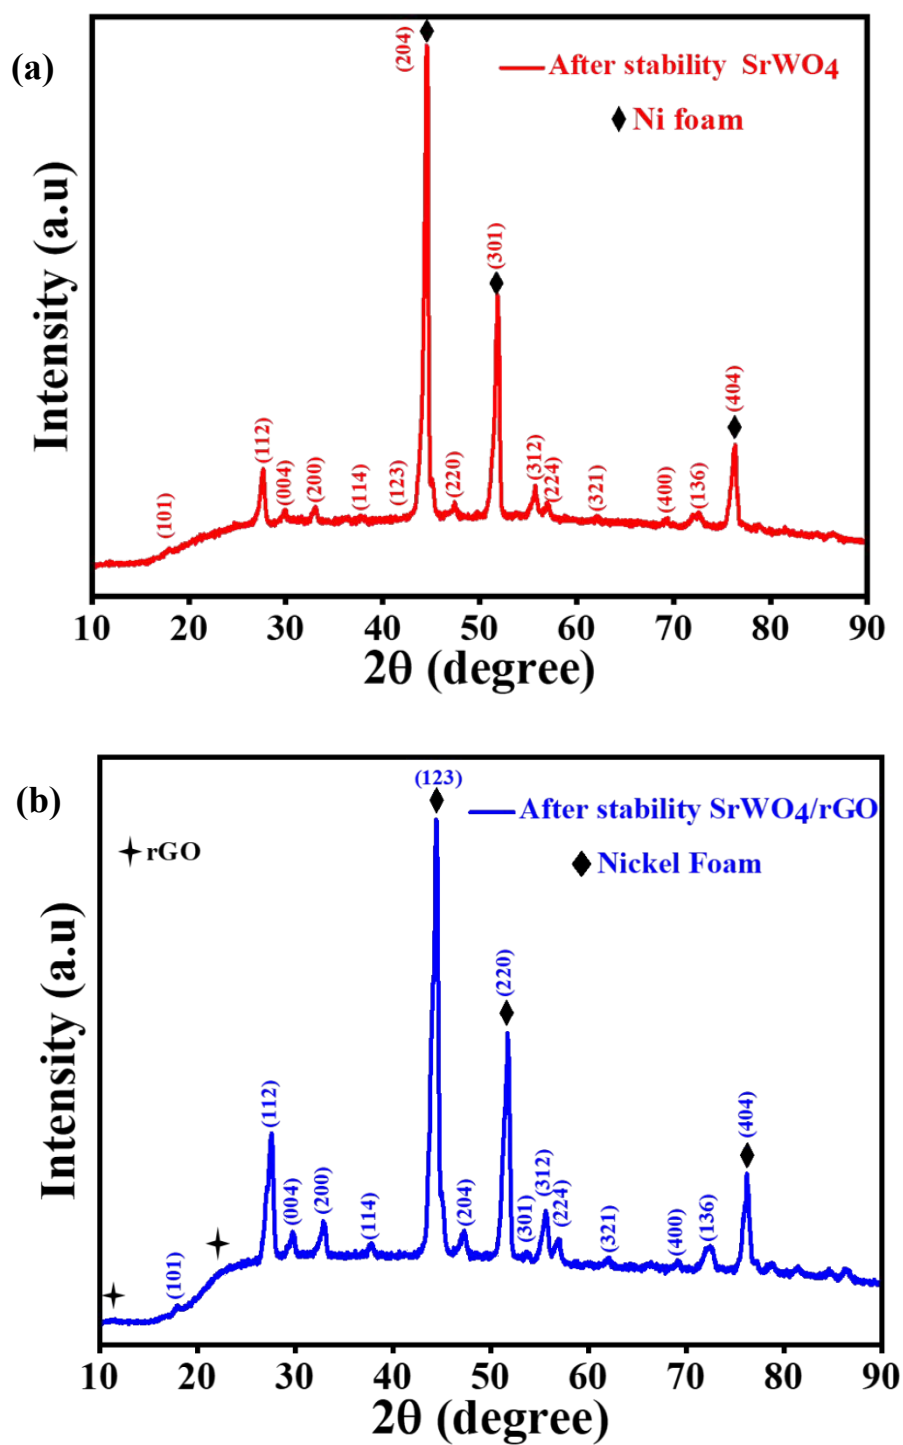 (a)
After stability SrWO4
Ni foam
Intensity (a.u)
(101)
(112)
(004)
(200)
(114)
(123)
(204)
(220)
(301)
(312)
(224)
(321)
(400)
(136)
(404)
10 20 30 40 50 60 70 80 90
2θ (degree)
(b)
After stability SrWO4/rGO
rGO
Nickel Foam
Intensity (a.u)
(101)
(112)
(004)
(200)
(114)
(123)
(204)
(220)
(301)
(312)
(224)
(321)
(400)
(136)
(404)
10 20 30 40 50 60 70 80 90
2θ (degree)